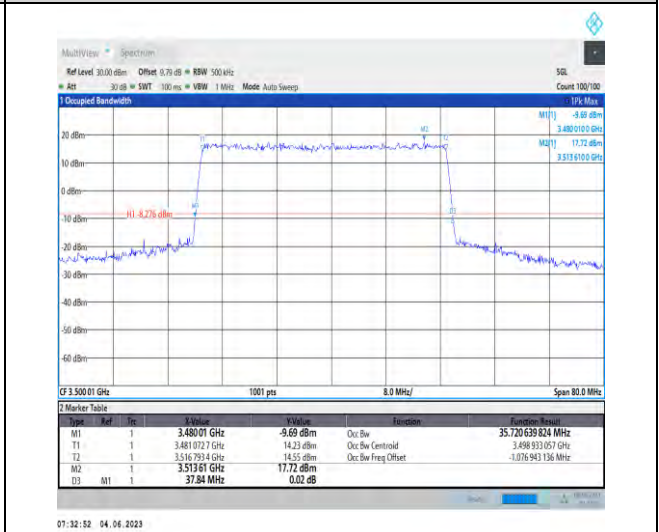 MultiView Spectrum
Ref Level 30.00 dBm Offset 9.79 dB RBW 500 kHz SGL
Att 30 dB SWT 100 ms VBW 1 MHz Mode Auto Sweep Count 100/100
1 Occupied Bandwidth 1Pk Max
M1[1] -9.69 dBm
3.480 010 0 GHz
M2[1] 17.72 dBm
3.513 610 0 GHz
20 dBm
M2
T1
T2
10 dBm
0 dBm
M1
D3
-10 dBm
H1 -8.276 dBm
-20 dBm
-30 dBm
-40 dBm
-50 dBm
-60 dBm
CF 3.500 01 GHz 1001 pts 8.0 MHz/ Span 80.0 MHz
2 Marker Table
Type Ref Trc X-Value Y-Value Function Function Result
M1 1 3.480 01 GHz -9.69 dBm Occ Bw 35.720 639 824 MHz
T1 1 3.481 072 7 GHz 14.23 dBm Occ Bw Centroid 3.498 933 057 GHz
T2 1 3.516 793 4 GHz 14.55 dBm Occ Bw Freq Offset -1.076 943 136 MHz
M2 1 3.513 61 GHz 17.72 dBm
D3 M1 1 37.84 MHz 0.02 dB
07:32:52 04.06.2023